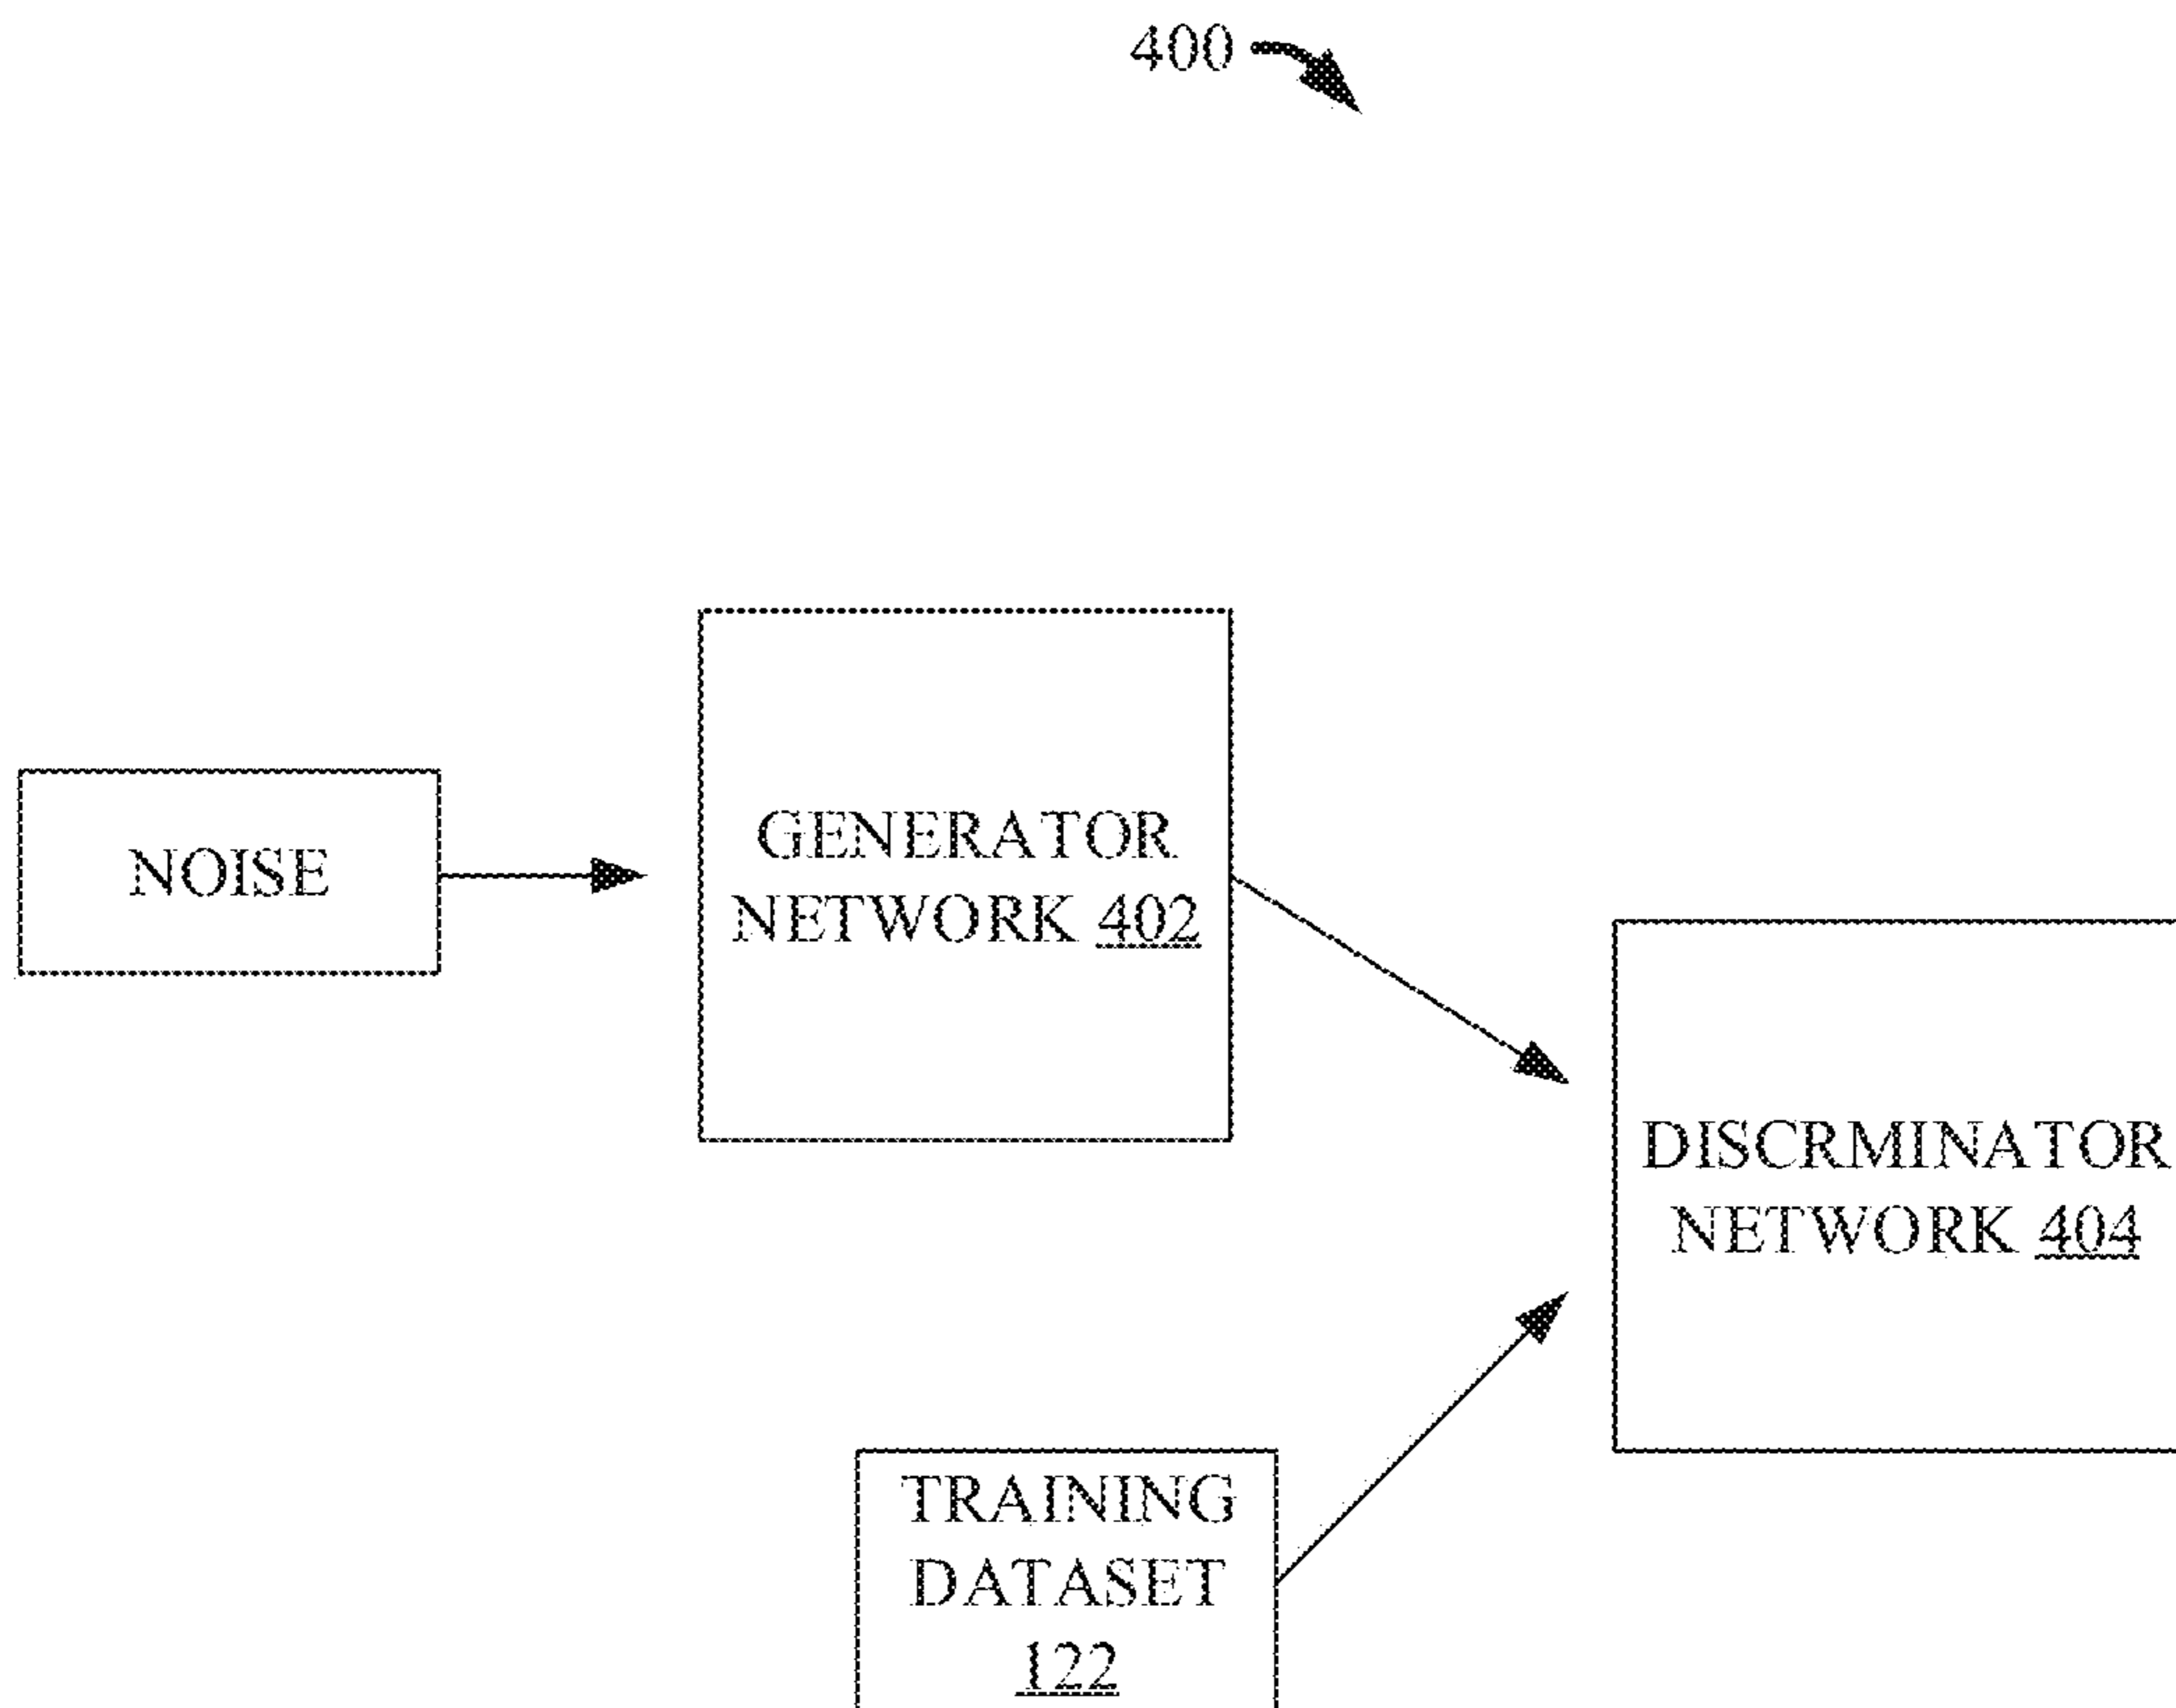 400
NOISE
GENERATOR
NETWORK 402
DISCRMINATOR
NETWORK 404
TRAINING
DATASET
122